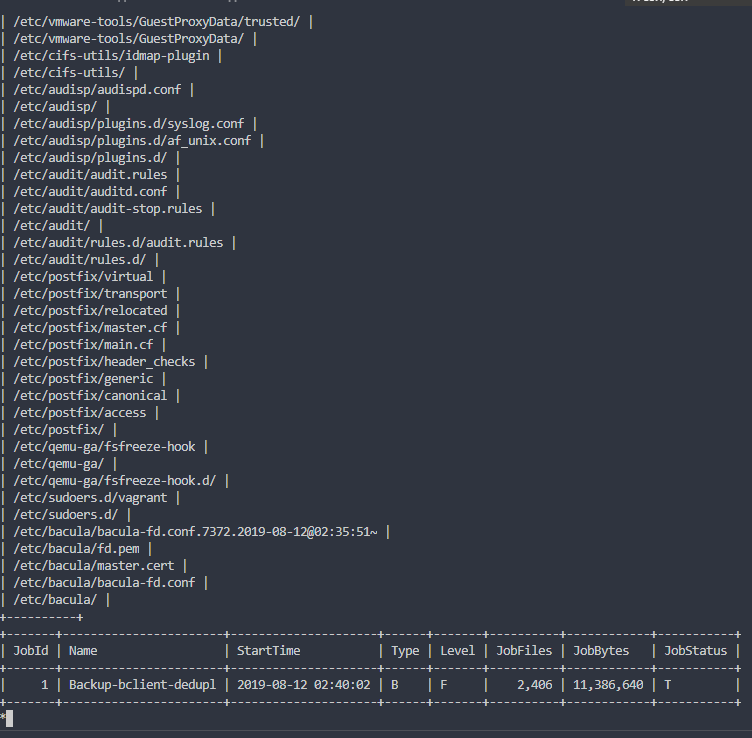 | /etc/vmware-tools/GuestProxyData/trusted/ |
| /etc/vmware-tools/GuestProxyData/ |
| /etc/cifs-utils/idmap-plugin |
| /etc/cifs-utils/ |
| /etc/audisp/audispd.conf |
| /etc/audisp/ |
| /etc/audisp/plugins.d/syslog.conf |
| /etc/audisp/plugins.d/af_unix.conf |
| /etc/audisp/plugins.d/ |
| /etc/audit/audit.rules |
| /etc/audit/auditd.conf |
| /etc/audit/audit-stop.rules |
| /etc/audit/ |
| /etc/audit/rules.d/audit.rules |
| /etc/audit/rules.d/ |
| /etc/postfix/virtual |
| /etc/postfix/transport |
| /etc/postfix/relocated |
| /etc/postfix/master.cf |
| /etc/postfix/main.cf |
| /etc/postfix/header_checks |
| /etc/postfix/generic |
| /etc/postfix/canonical |
| /etc/postfix/access |
| /etc/postfix/ |
| /etc/qemu-ga/fsfreeze-hook |
| /etc/qemu-ga/ |
| /etc/qemu-ga/fsfreeze-hook.d/ |
| /etc/sudoers.d/vagrant |
| /etc/sudoers.d/ |
| /etc/bacula/bacula-fd.conf.7372.2019-08-12@02:35:51~ |
| /etc/bacula/fd.pem |
| /etc/bacula/master.cert |
| /etc/bacula/bacula-fd.conf |
| /etc/bacula/ |
+----------+
+-------+-----------------------+---------------------+------+-------+----------+------------+-----------+
| JobId | Name                  | StartTime           | Type | Level | JobFiles | JobBytes   | JobStatus |
+-------+-----------------------+---------------------+------+-------+----------+------------+-----------+
|     1 | Backup-bclient-dedupl | 2019-08-12 02:40:02 | B    | F     |    2,406 | 11,386,640 | T         |
+-------+-----------------------+---------------------+------+-------+----------+------------+-----------+
*